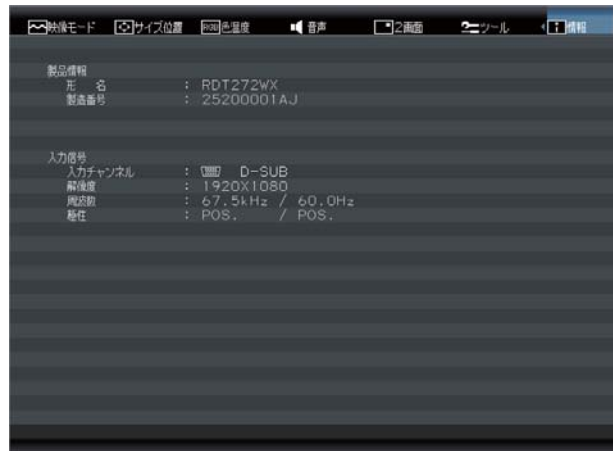 映像モード サイズ位置 RGB色温度 音声 2画面 ツール 情報
製品情報
形 名 : RDT272WX
製造番号 : 25200001AJ
入力信号
入力チャンネル : D-SUB
解像度 : 1920X1080
周波数 : 67.5kHz / 60.0Hz
極性 : POS. / POS.